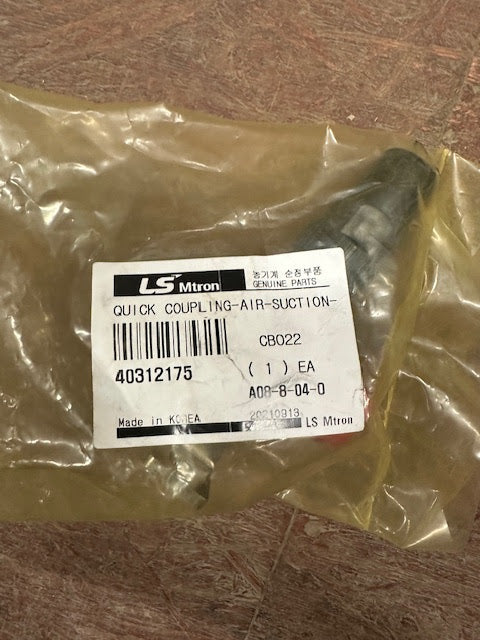 LS Mtron
농기계 순정부품
GENUINE PARTS
QUICK COUPLING-AIR-SUCTION-
CB022
40312175
( 1 ) EA
A08-8-04-0
Made in KOREA
20210913
LS Mtron